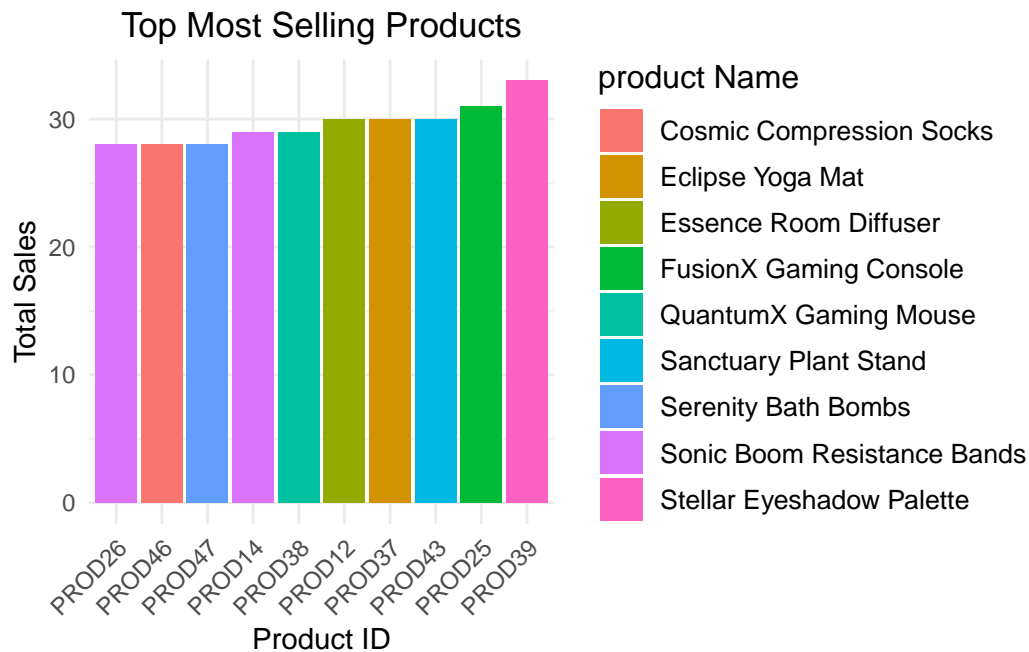 Top Most Selling Products
Total Sales
30
20
10
0
PROD26
PROD46
PROD47
PROD14
PROD38
PROD12
PROD37
PROD43
PROD25
PROD39
Product ID
product Name
Cosmic Compression Socks
Eclipse Yoga Mat
Essence Room Diffuser
FusionX Gaming Console
QuantumX Gaming Mouse
Sanctuary Plant Stand
Serenity Bath Bombs
Sonic Boom Resistance Bands
Stellar Eyeshadow Palette